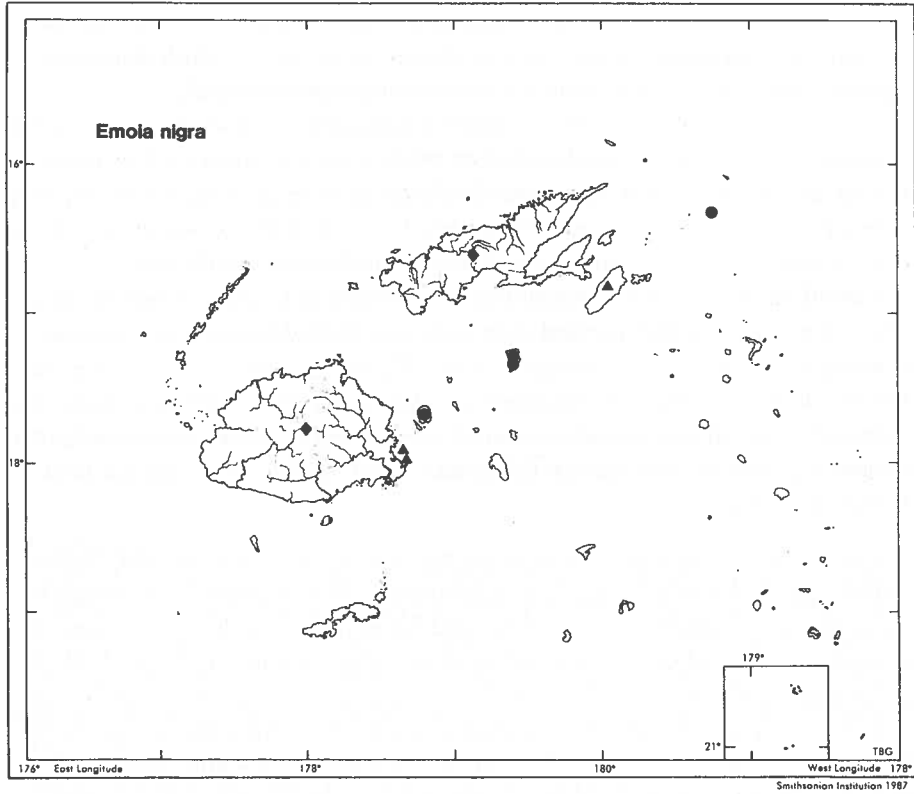 Emoia nigra
16°
18°
179°
21°
TBG
176° East Longitude 178° 180° West Longitude 178°
Smithsonian Institution 1987